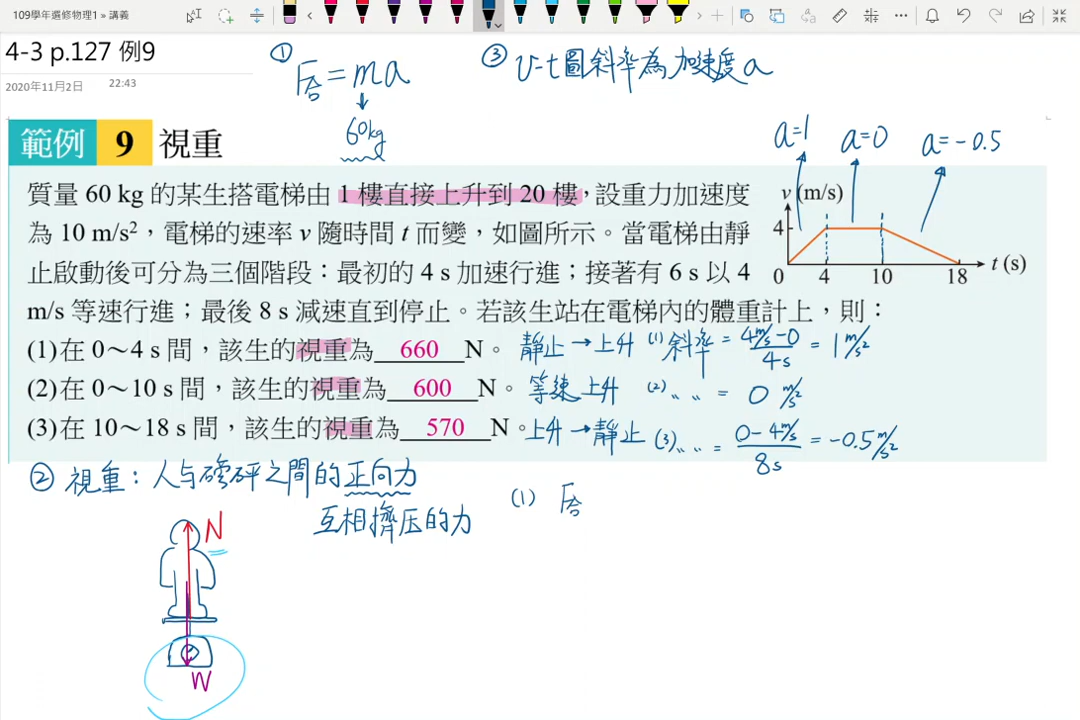 109學年選修物理1 » 講義
4-3 p.127 例9
2020年11月2日 22:43
① F合 = ma
60kg
③ v-t圖斜率為加速度a
範例 9 視重
質量 60 kg 的某生搭電梯由 1 樓直接上升到 20 樓，設重力加速度
為 10 m/s²，電梯的速率 v 隨時間 t 而變，如圖所示。當電梯由靜
止啟動後可分為三個階段：最初的 4 s 加速行進；接著有 6 s 以 4
m/s 等速行進；最後 8 s 減速直到停止。若該生站在電梯內的體重計上，則：
a=1 a=0 a=-0.5
v (m/s)
4
0 4 10 18 t (s)
(1)在 0～4 s 間，該生的視重為 660 N。 靜止→上升 (1) 斜率 = 4m/s-0 / 4s = 1 m/s²
(2)在 0～10 s 間，該生的視重為 600 N。 等速上升 (2) 〃 〃 = 0 m/s²
(3)在 10～18 s 間，該生的視重為 570 N。 上升→靜止 (3) 〃 〃 = 0-4m/s / 8s = -0.5 m/s²
② 視重：人与磅秤之間的正向力
互相擠压的力
(1) F合
N
W